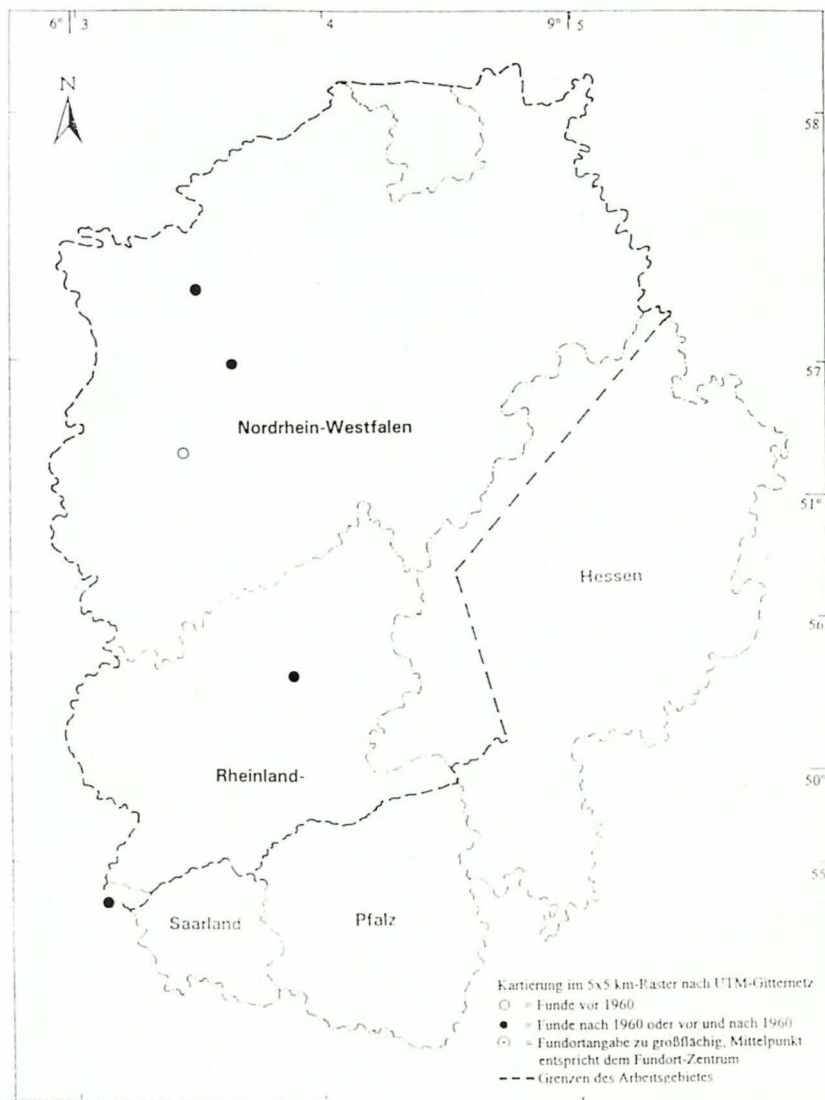 6° 3 4 9° 5
N
58
57
Nordrhein-Westfalen
51°
Hessen
56
Rheinland-
50°
55
Saarland Pfalz
Kartierung im 5x5 km-Raster nach UTM-Gitternetz
○ = Funde vor 1960
● = Funde nach 1960 oder vor und nach 1960
⊙ = Fundortangabe zu großflächig, Mittelpunkt
entspricht dem Fundort-Zentrum
--- Grenzen des Arbeitsgebietes